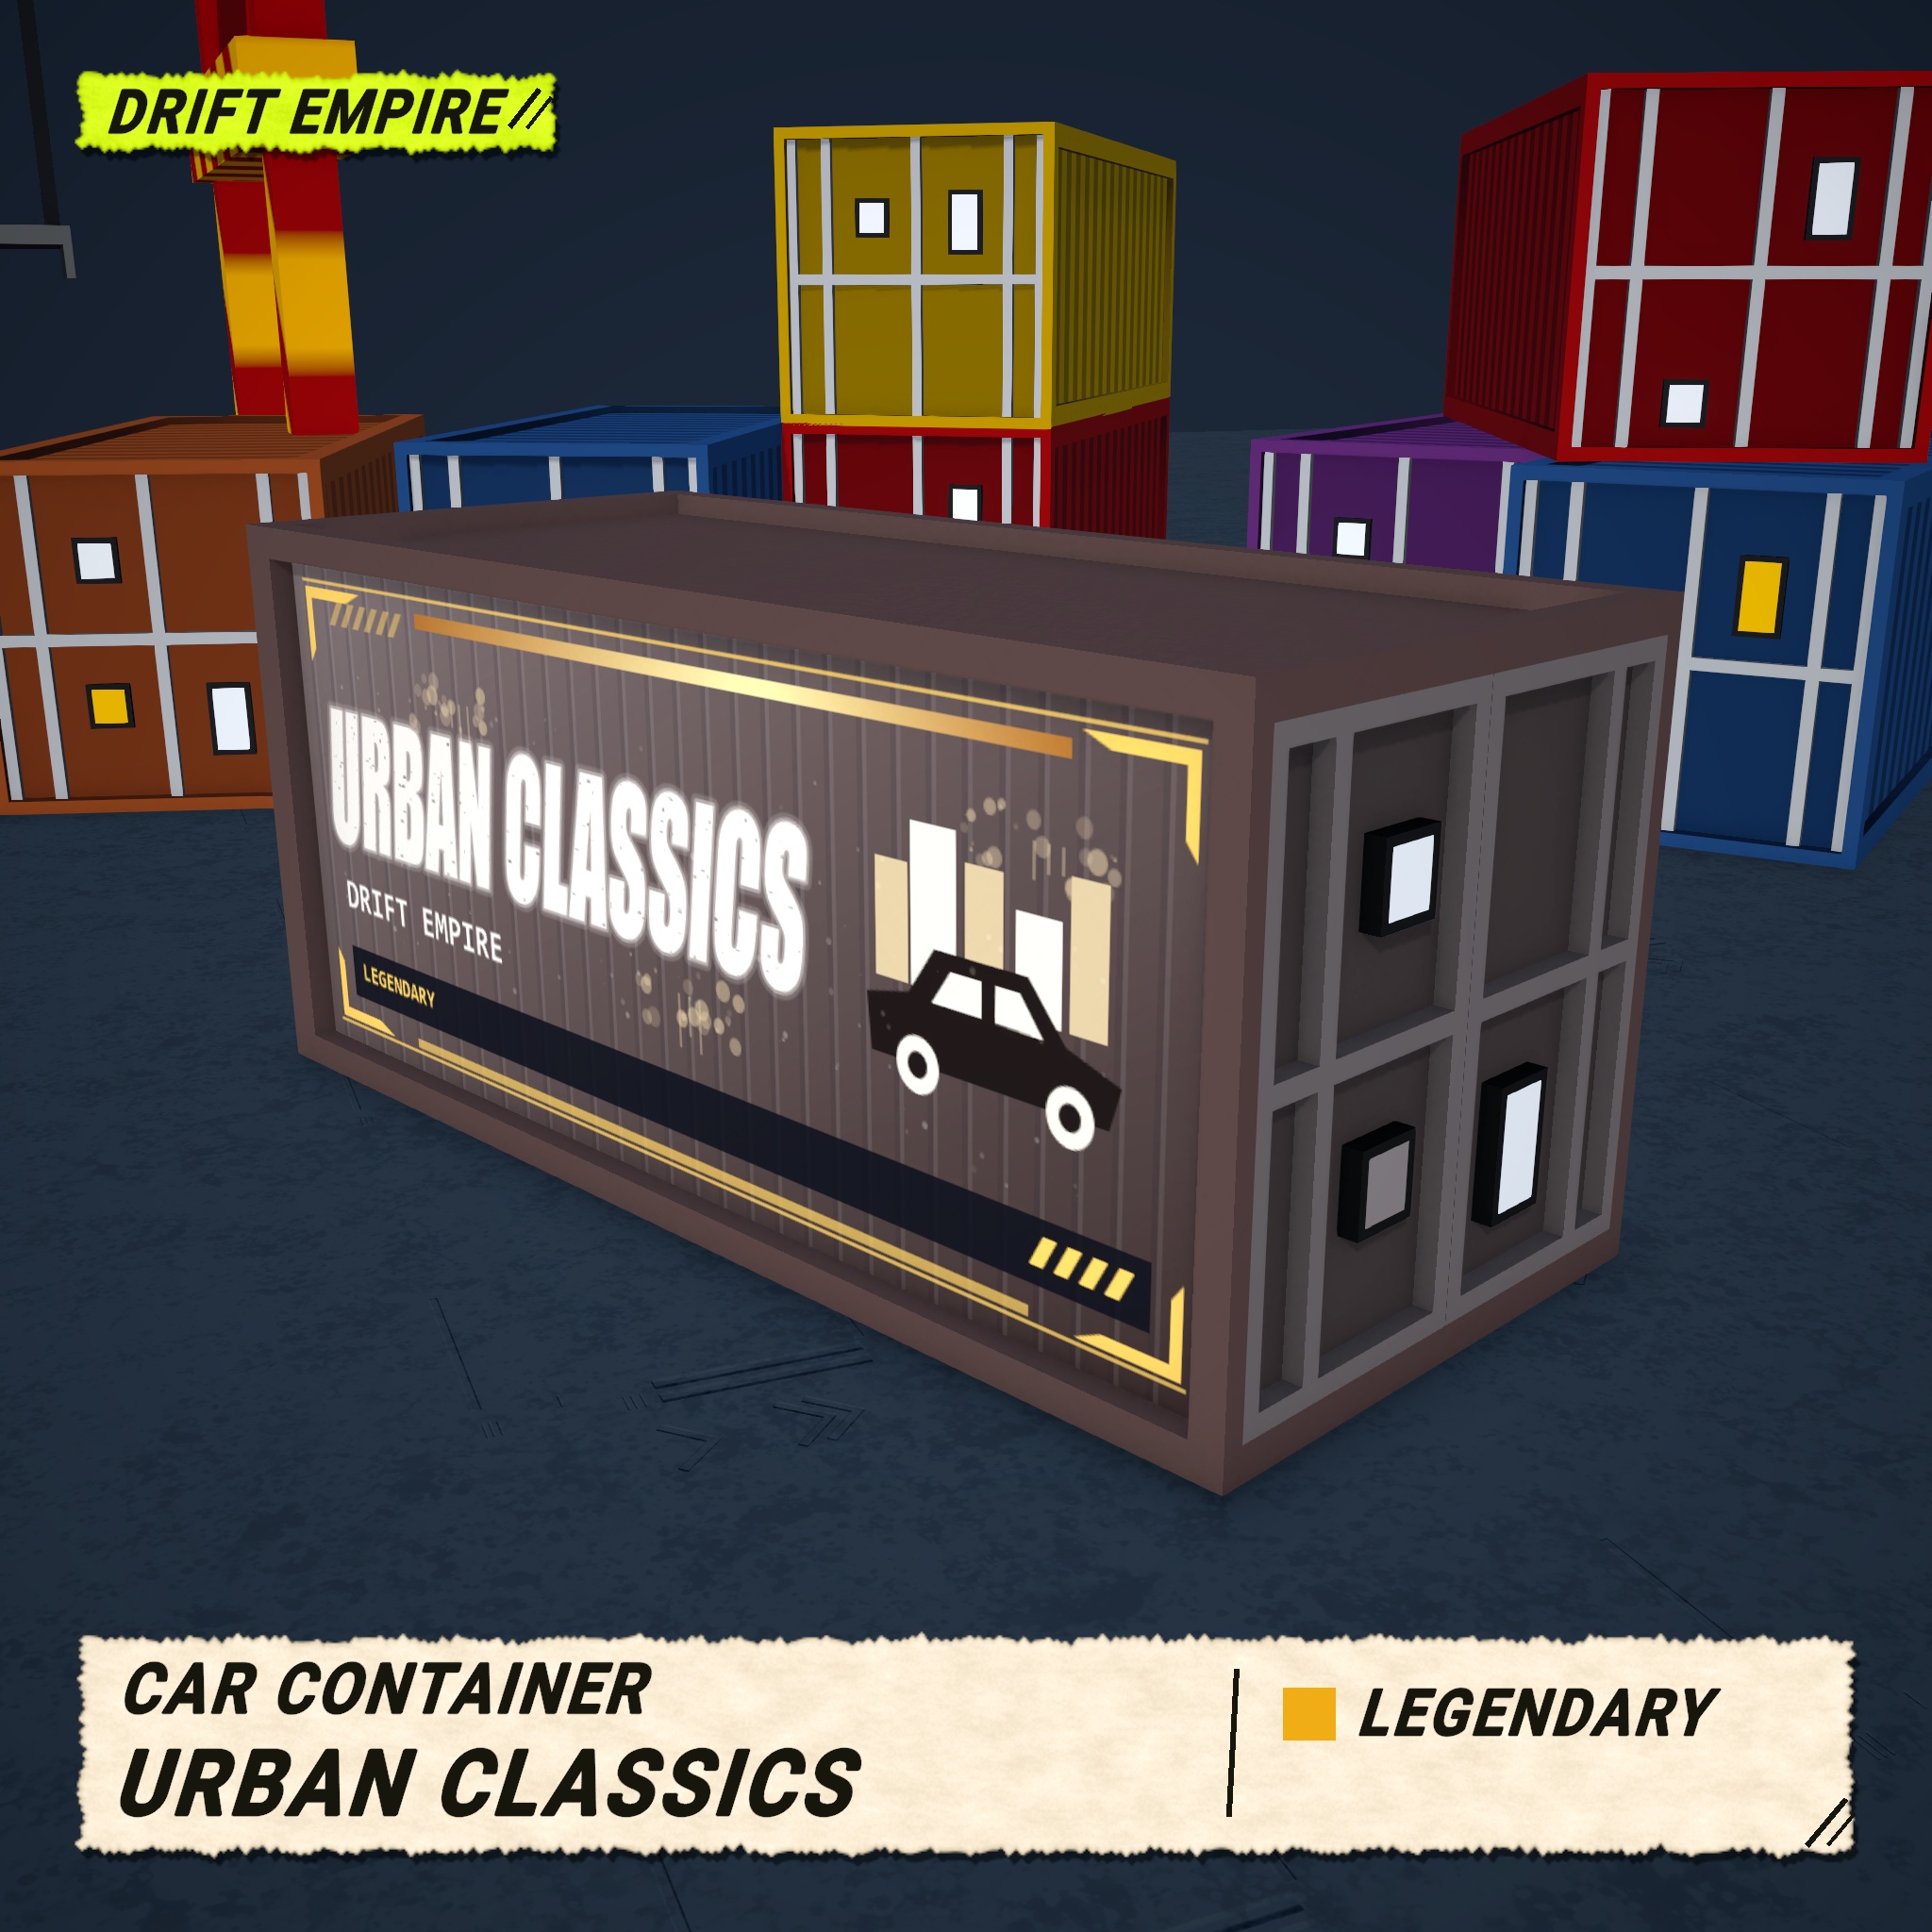 DRIFT EMPIRE//
URBAN CLASSICS
DRIFT EMPIRE
LEGENDARY
CAR CONTAINER
URBAN CLASSICS
LEGENDARY